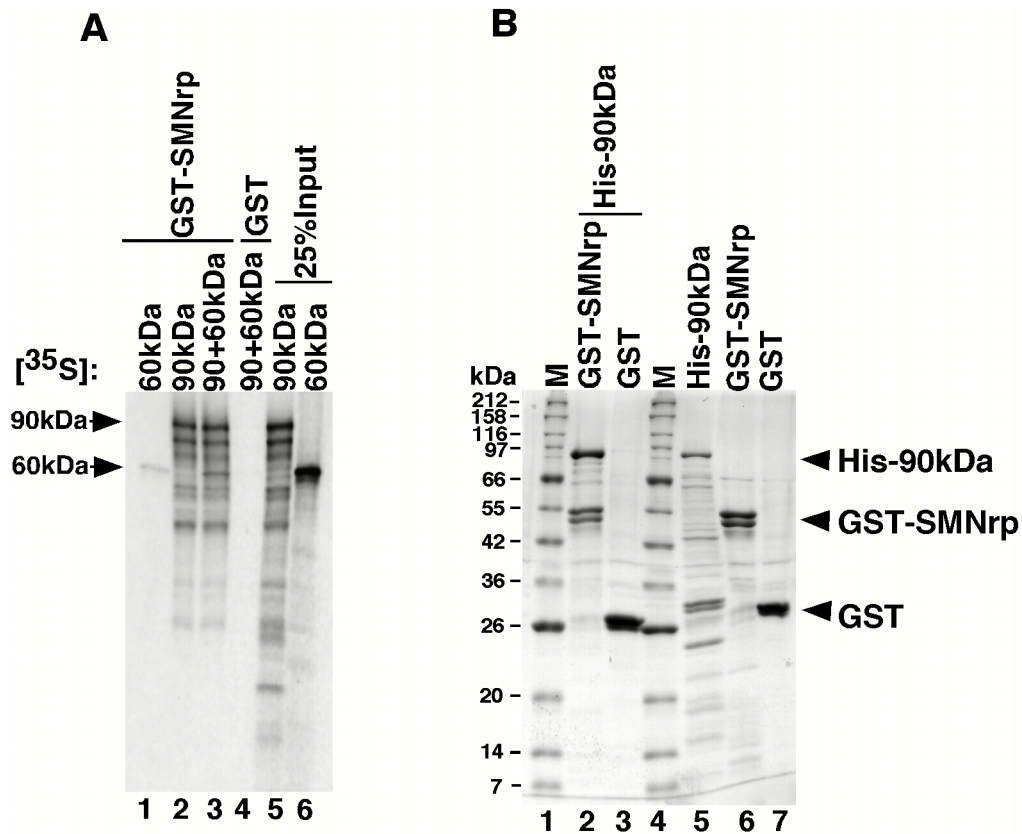 A
GST-SMNrp
GST
25%Input
[35S]:
60kDa
90kDa
90+60kDa
90+60kDa
90kDa
60kDa
90kDa
60kDa
1 2 3 4 5 6
B
His-90kDa
kDa
M
GST-SMNrp
GST
M
His-90kDa
GST-SMNrp
GST
212
158
116
97
66
55
42
36
26
20
14
7
His-90kDa
GST-SMNrp
GST
1 2 3 4 5 6 7